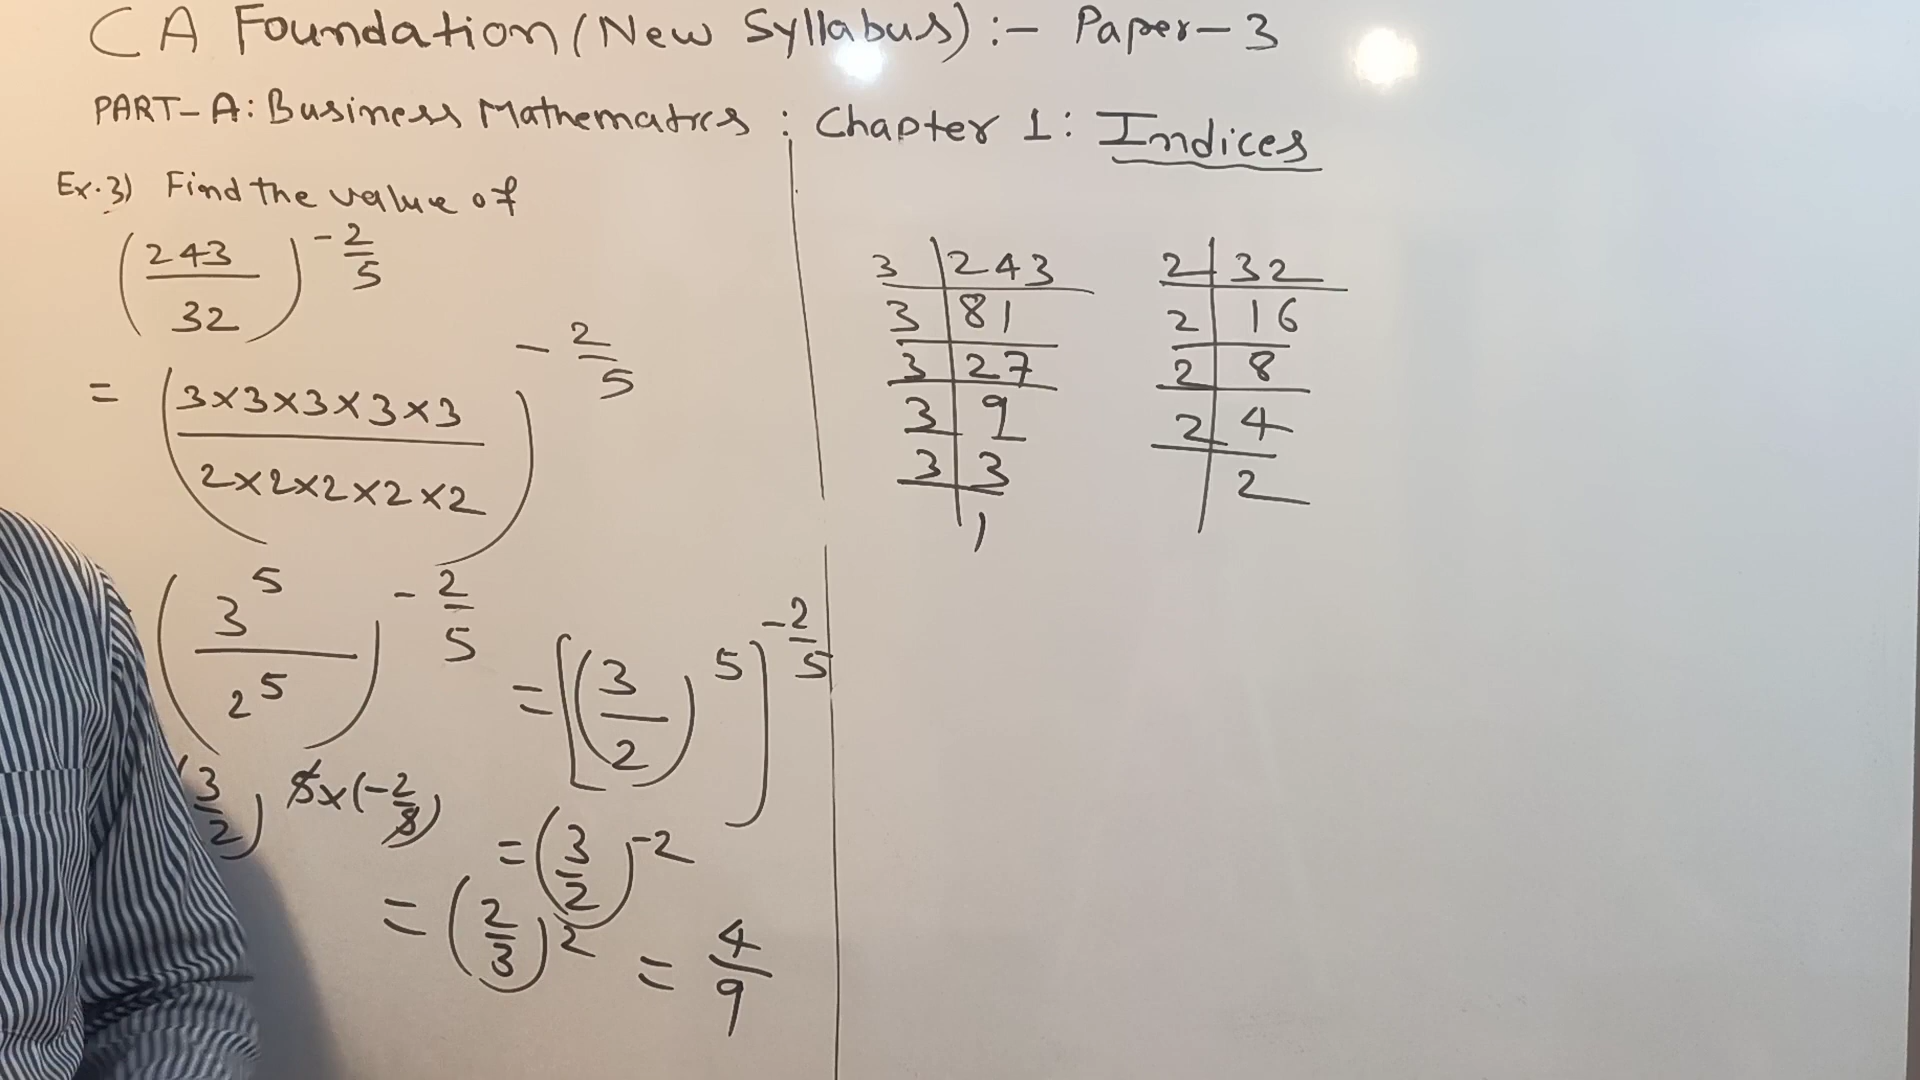 CA Foundation (New Syllabus) :- Paper-3
PART-A: Business Mathematics : Chapter 1: Indices
Ex.3) Find the value of
(243/32)^(-2/5)
= ((3×3×3×3×3)/(2×2×2×2×2))^(-2/5)
(3^5/2^5)^(-2/5) = [(3/2)^5]^(-2/5)
(3/2)^(5×(-2/5))
= (3/2)^(-2)
= (2/3)^2 = 4/9
3 | 243
3 | 81
3 | 27
3 | 9
3 | 3
| 1
2 | 32
2 | 16
2 | 8
2 | 4
| 2